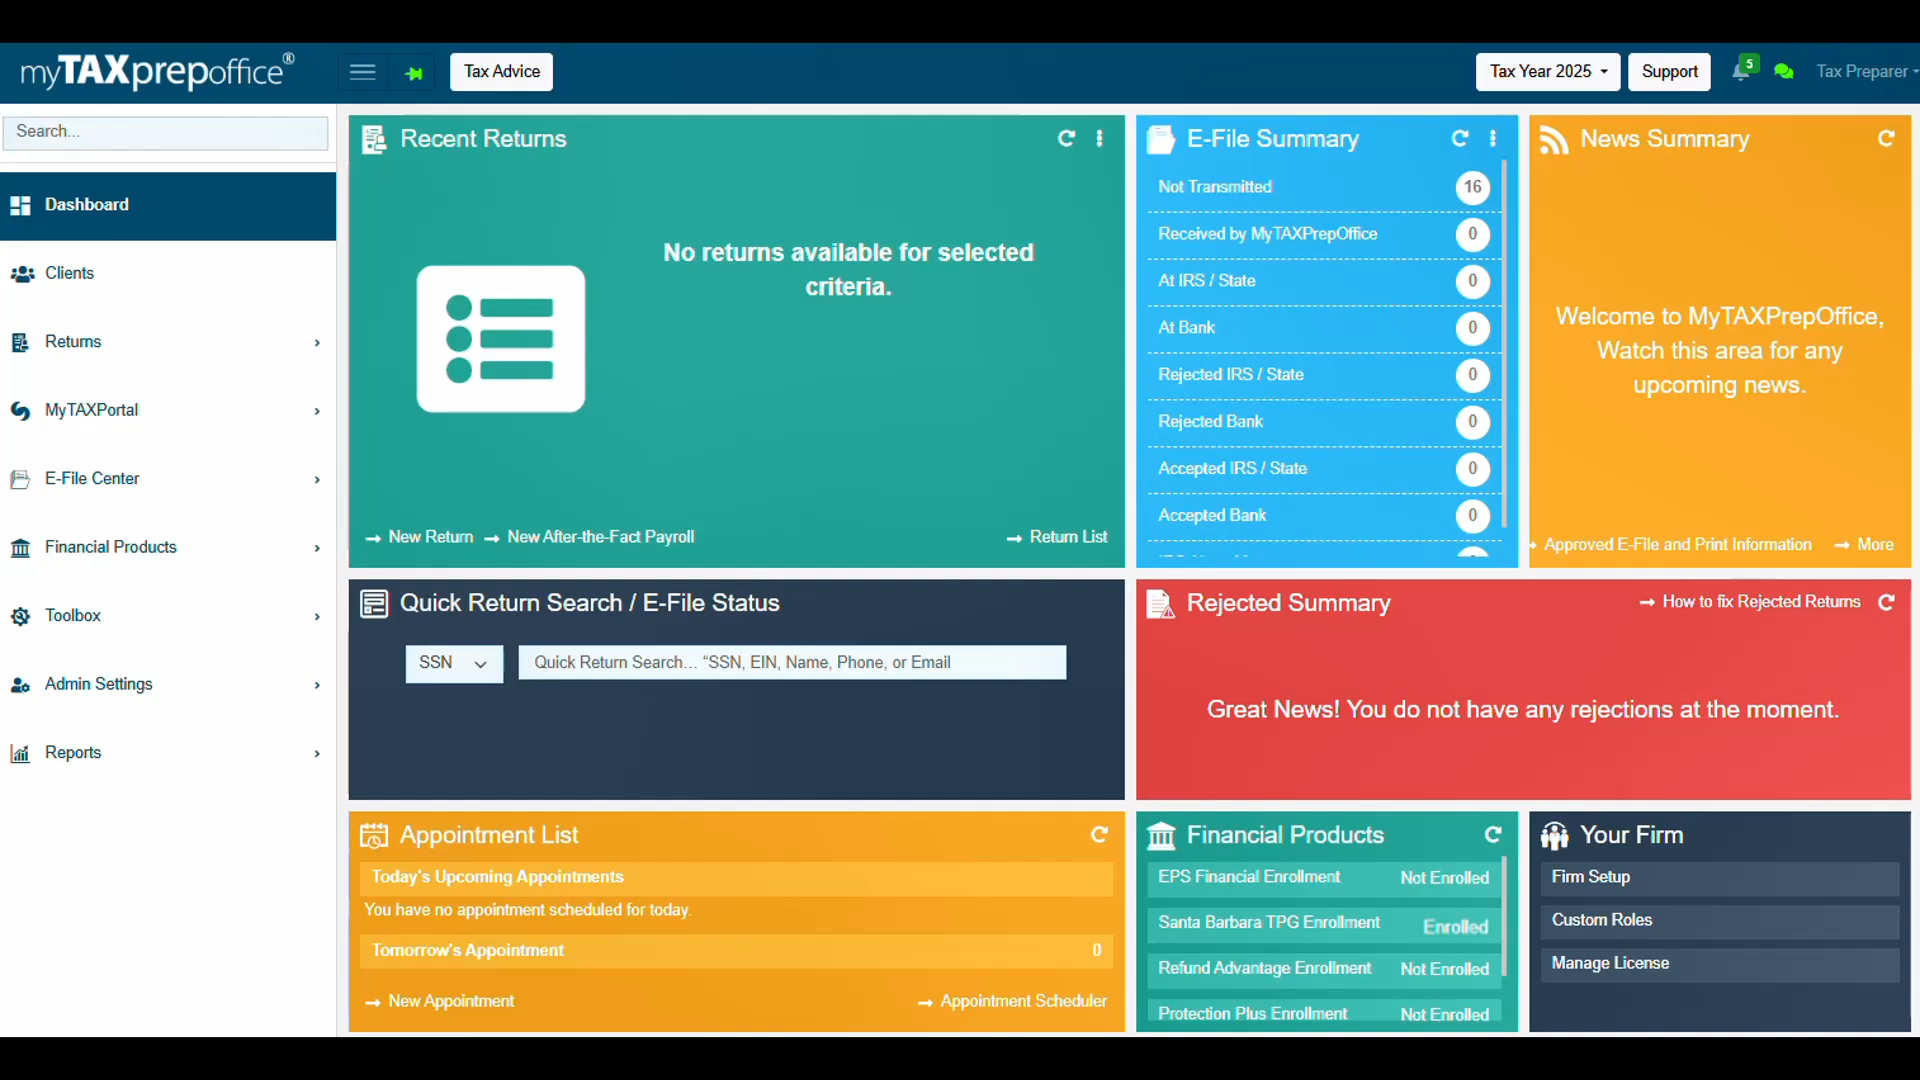 myTAXprepoffice®
Tax Advice
Tax Year 2025
Support
5
Tax Preparer
Search...
Dashboard
Clients
Returns
MyTAXPortal
E-File Center
Financial Products
Toolbox
Admin Settings
Reports
Recent Returns
No returns available for selected
criteria.
New Return
New After-the-Fact Payroll
Return List
E-File Summary
Not Transmitted 16
Received by MyTAXPrepOffice 0
At IRS / State 0
At Bank 0
Rejected IRS / State 0
Rejected Bank 0
Accepted IRS / State 0
Accepted Bank 0
News Summary
Welcome to MyTAXPrepOffice,
Watch this area for any
upcoming news.
Approved E-File and Print Information
More
Quick Return Search / E-File Status
SSN
Quick Return Search... “SSN, EIN, Name, Phone, or Email
Rejected Summary
How to fix Rejected Returns
Great News! You do not have any rejections at the moment.
Appointment List
Today's Upcoming Appointments
You have no appointment scheduled for today.
Tomorrow's Appointment 0
New Appointment
Appointment Scheduler
Financial Products
EPS Financial Enrollment Not Enrolled
Santa Barbara TPG Enrollment Enrolled
Refund Advantage Enrollment Not Enrolled
Protection Plus Enrollment Not Enrolled
Your Firm
Firm Setup
Custom Roles
Manage License